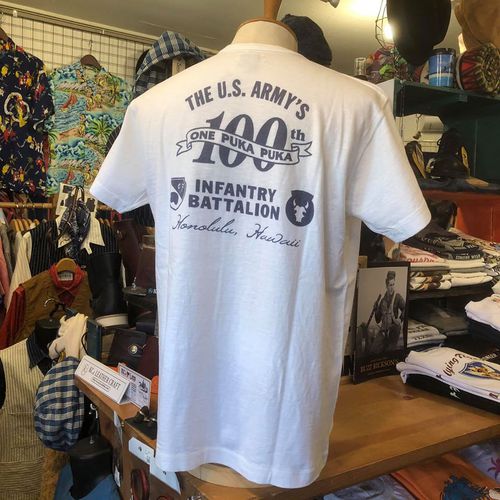 THE U.S. ARMY'S
100th
ONE PUKA PUKA
INFANTRY
BATTALION
Honolulu, Hawaii